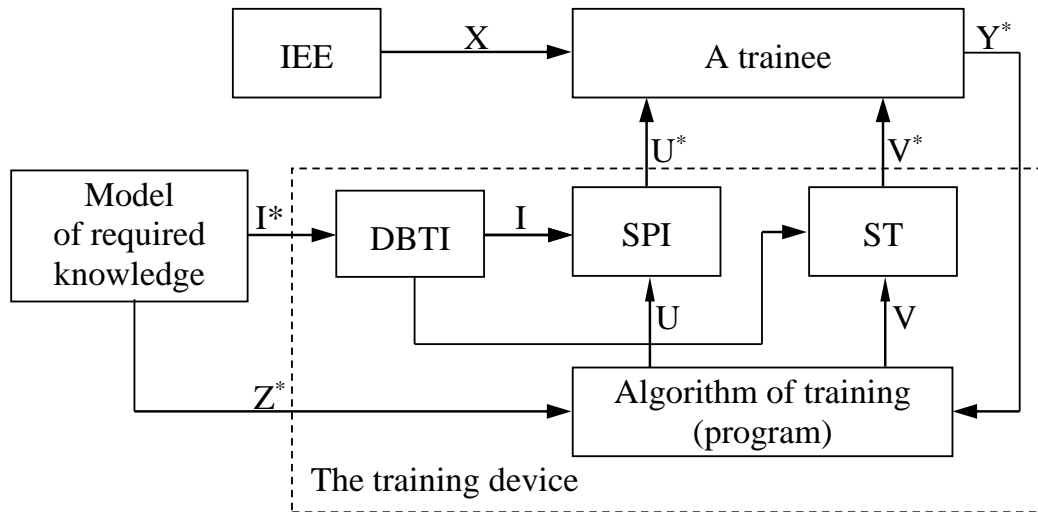 IEE
X
A trainee
Y*
U*
V*
Model
of required
knowledge
I*
DBTI
I
SPI
ST
U
V
Z*
Algorithm of training
(program)
The training device